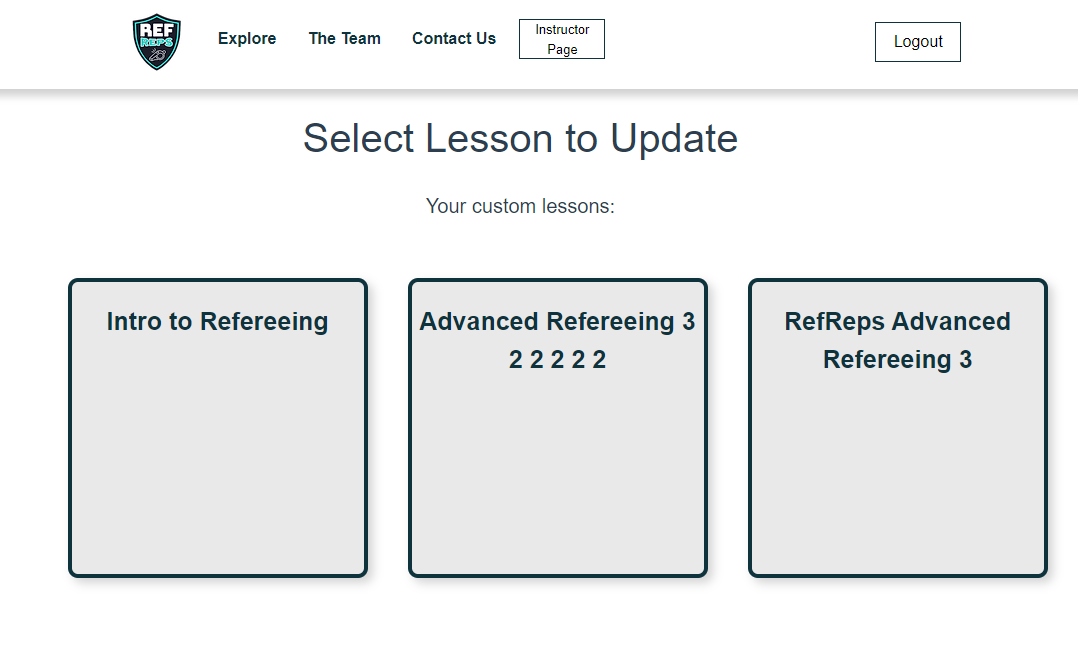 REF
REPS
Explore
The Team
Contact Us
Instructor
Page
Logout
Select Lesson to Update
Your custom lessons:
Intro to Refereeing
Advanced Refereeing 3
2 2 2 2 2
RefReps Advanced
Refereeing 3